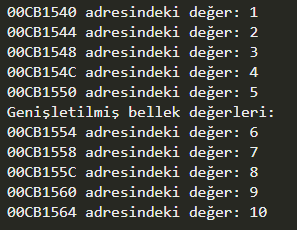 00CB1540 adresindeki değer: 1
00CB1544 adresindeki değer: 2
00CB1548 adresindeki değer: 3
00CB154C adresindeki değer: 4
00CB1550 adresindeki değer: 5
Genişletilmiş bellek değerleri:
00CB1554 adresindeki değer: 6
00CB1558 adresindeki değer: 7
00CB155C adresindeki değer: 8
00CB1560 adresindeki değer: 9
00CB1564 adresindeki değer: 10